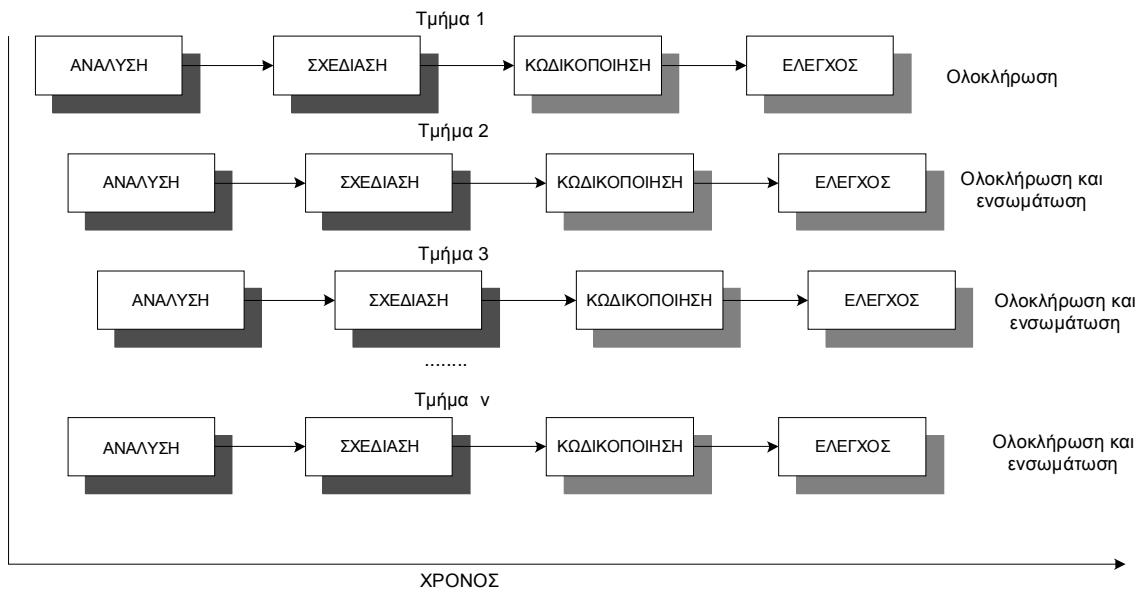 Τμήμα 1
ΑΝΑΛΥΣΗ
ΣΧΕΔΙΑΣΗ
ΚΩΔΙΚΟΠΟΙΗΣΗ
ΕΛΕΓΧΟΣ
Ολοκλήρωση
Τμήμα 2
ΑΝΑΛΥΣΗ
ΣΧΕΔΙΑΣΗ
ΚΩΔΙΚΟΠΟΙΗΣΗ
ΕΛΕΓΧΟΣ
Ολοκλήρωση και
ενσωμάτωση
Τμήμα 3
ΑΝΑΛΥΣΗ
ΣΧΕΔΙΑΣΗ
ΚΩΔΙΚΟΠΟΙΗΣΗ
ΕΛΕΓΧΟΣ
Ολοκλήρωση και
ενσωμάτωση
........
Τμήμα ν
ΑΝΑΛΥΣΗ
ΣΧΕΔΙΑΣΗ
ΚΩΔΙΚΟΠΟΙΗΣΗ
ΕΛΕΓΧΟΣ
Ολοκλήρωση και
ενσωμάτωση
ΧΡΟΝΟΣ